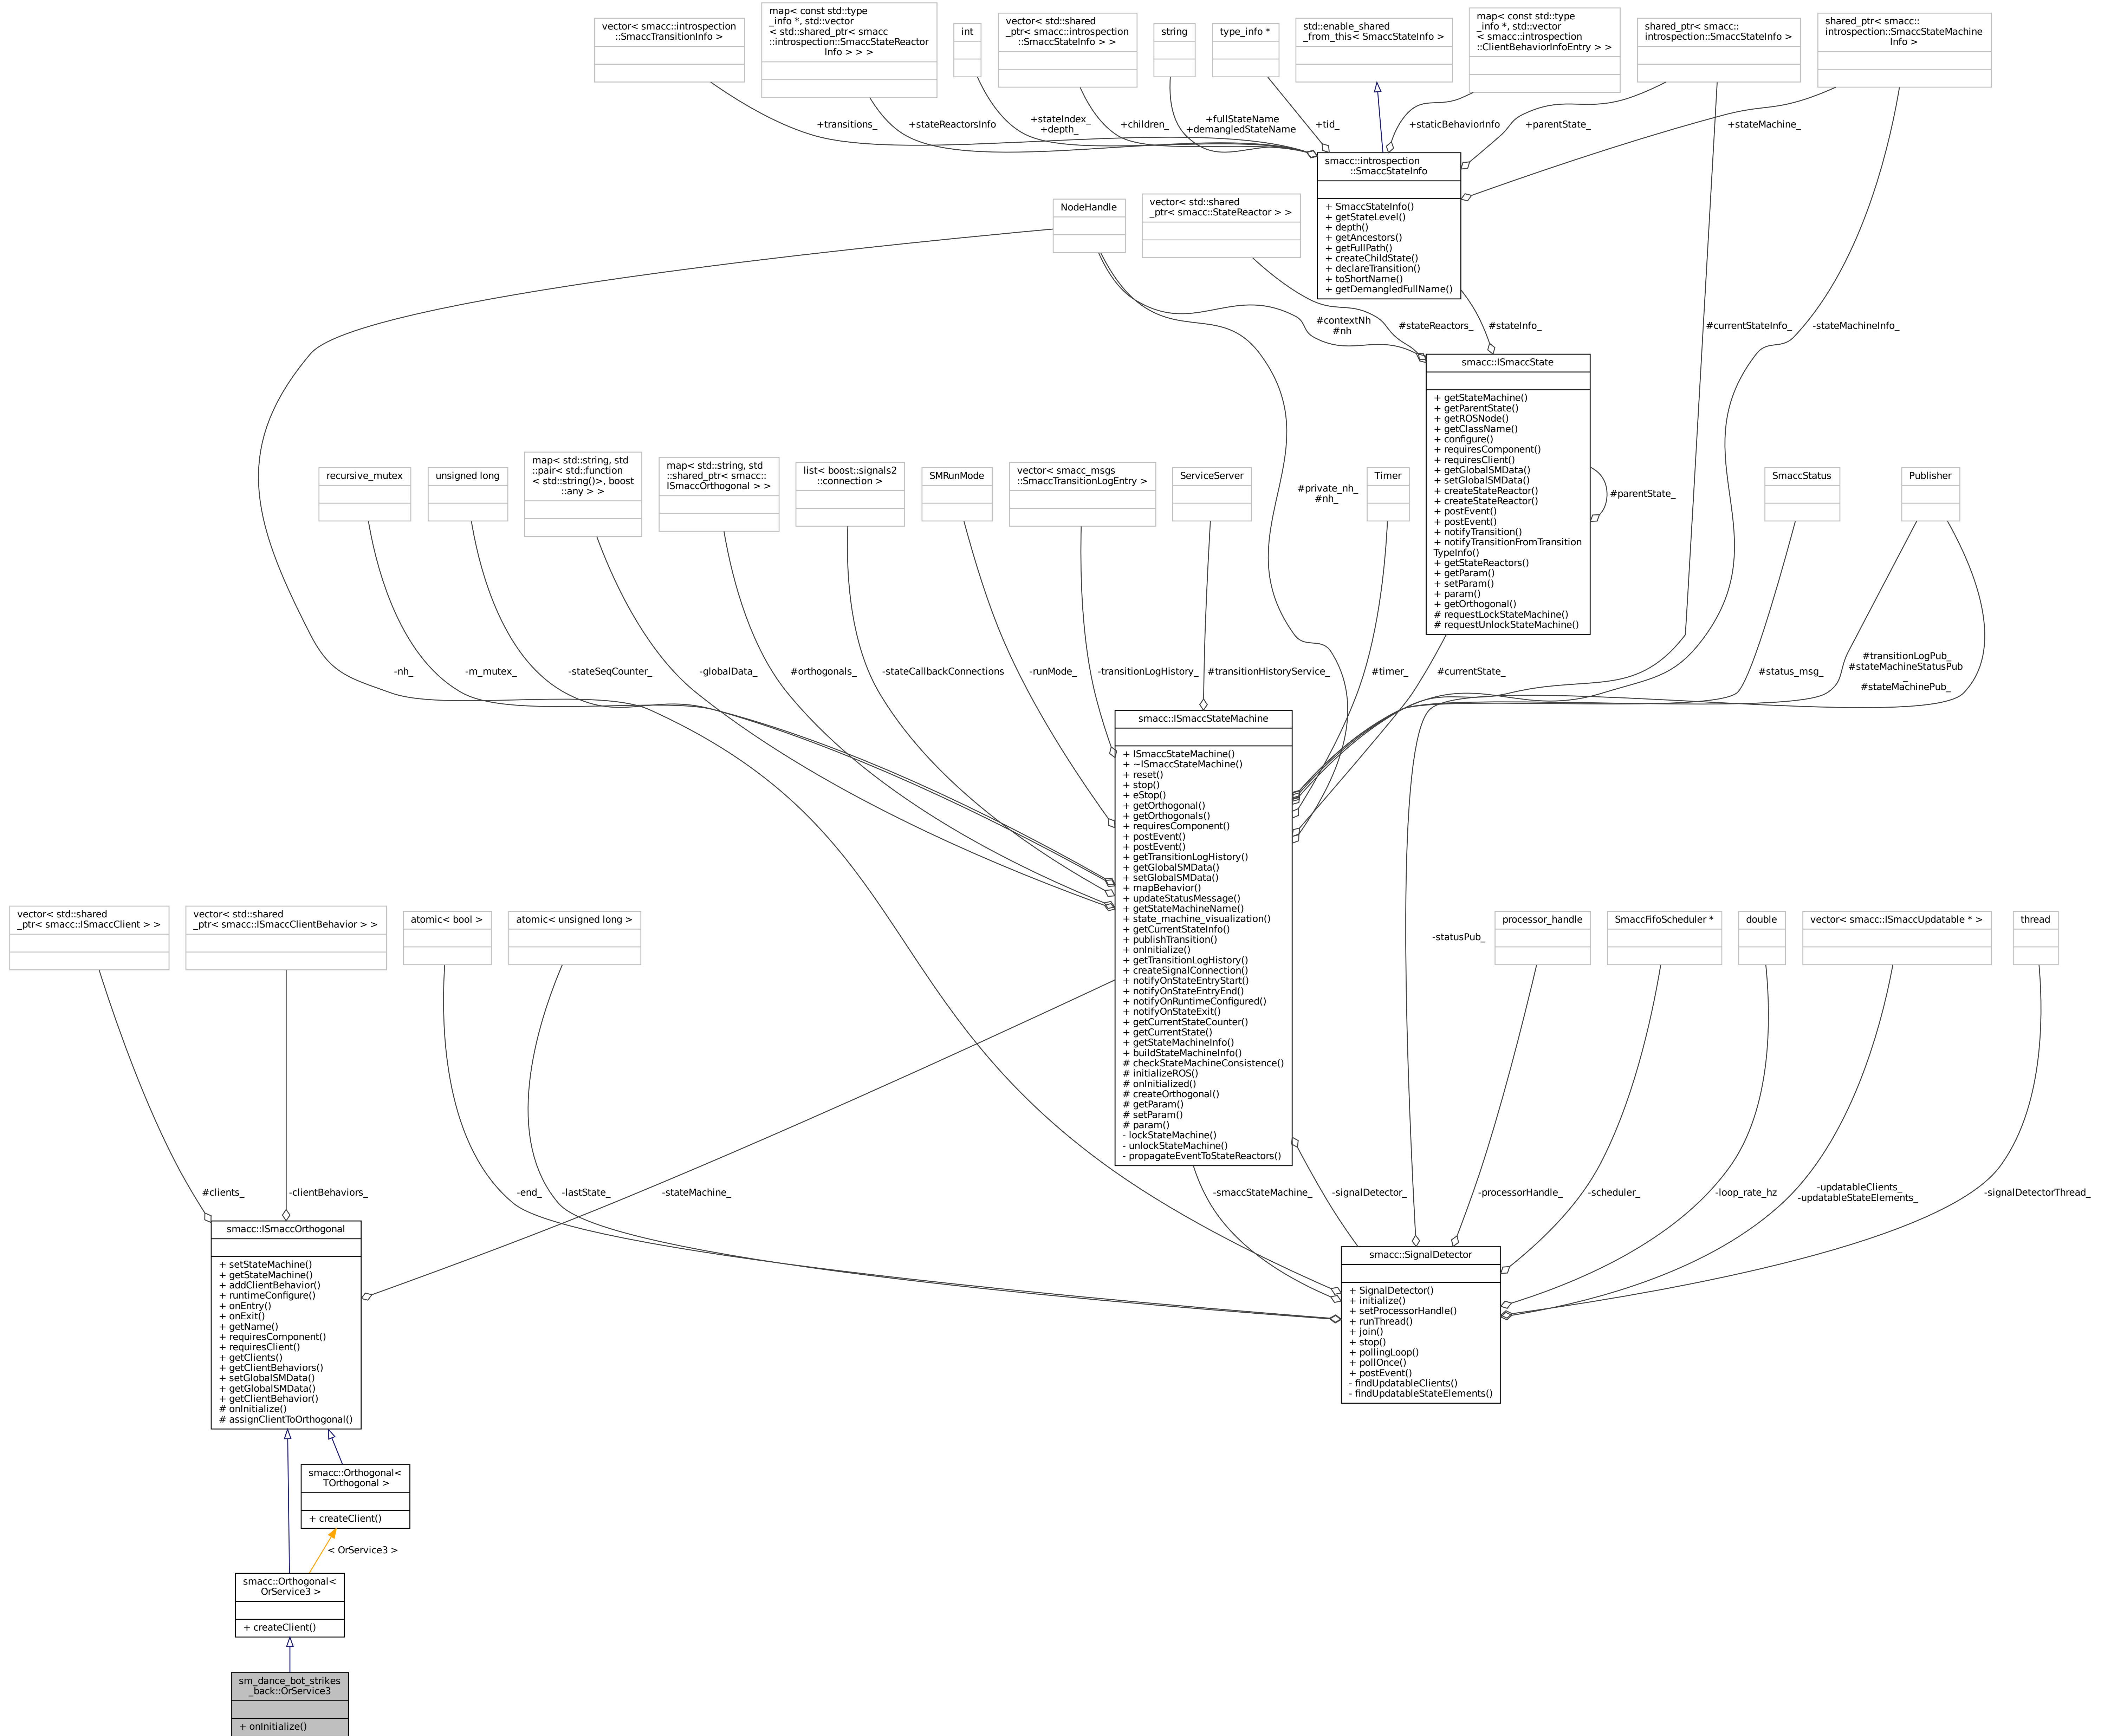 vector< smacc::introspection
::SmaccTransitionInfo >
map< const std::type
_info *, std::vector
< std::shared_ptr< smacc
::introspection::SmaccStateReactor
Info > > >
int
vector< std::shared
_ptr< smacc::introspection
::SmaccStateInfo > >
string
type_info *
std::enable_shared
_from_this< SmaccStateInfo >
map< const std::type
_info *, std::vector
< smacc::introspection
::ClientBehaviorInfoEntry > >
shared_ptr< smacc::
introspection::SmaccStateInfo >
shared_ptr< smacc::
introspection::SmaccStateMachine
Info >
+transitions_
+stateReactorsInfo
+stateIndex_
+depth_
+children_
+fullStateName
+demangledStateName
+tid_
+staticBehaviorInfo
+parentState_
+stateMachine_
smacc::introspection
::SmaccStateInfo
+ SmaccStateInfo()
+ getStateLevel()
+ depth()
+ getAncestors()
+ getFullPath()
+ createChildState()
+ declareTransition()
+ toShortName()
+ getDemangledFullName()
NodeHandle
vector< std::shared
_ptr< smacc::StateReactor > >
#contextNh
#nh
#stateReactors_
#stateInfo_
#currentStateInfo_
-stateMachineInfo_
smacc::ISmaccState
+ getStateMachine()
+ getParentState()
+ getROSNode()
+ getClassName()
+ configure()
+ requiresComponent()
+ requiresClient()
+ getGlobalSMData()
+ setGlobalSMData()
+ createStateReactor()
+ createStateReactor()
+ postEvent()
+ postEvent()
+ notifyTransition()
+ notifyTransitionFromTransition
TypeInfo()
+ getStateReactors()
+ getParam()
+ setParam()
+ param()
+ getOrthogonal()
# requestLockStateMachine()
# requestUnlockStateMachine()
#parentState_
recursive_mutex
unsigned long
map< std::string, std
::pair< std::function
< std::string()>, boost
::any > >
map< std::string, std
::shared_ptr< smacc::
ISmaccOrthogonal > >
list< boost::signals2
::connection >
SMRunMode
vector< smacc_msgs
::SmaccTransitionLogEntry >
ServiceServer
#private_nh_
#nh_
Timer
SmaccStatus
Publisher
-nh_
-m_mutex_
-stateSeqCounter_
-globalData_
#orthogonals_
-stateCallbackConnections
-runMode_
-transitionLogHistory_
#transitionHistoryService_
#timer_
#currentState_
#status_msg_
#transitionLogPub_
#stateMachineStatusPub
_
#stateMachinePub_
smacc::ISmaccStateMachine
+ ISmaccStateMachine()
+ ~ISmaccStateMachine()
+ reset()
+ stop()
+ eStop()
+ getOrthogonal()
+ getOrthogonals()
+ requiresComponent()
+ postEvent()
+ postEvent()
+ getTransitionLogHistory()
+ getGlobalSMData()
+ setGlobalSMData()
+ mapBehavior()
+ updateStatusMessage()
+ getStateMachineName()
+ state_machine_visualization()
+ getCurrentStateInfo()
+ publishTransition()
+ onInitialize()
+ getTransitionLogHistory()
+ createSignalConnection()
+ notifyOnStateEntryStart()
+ notifyOnStateEntryEnd()
+ notifyOnRuntimeConfigured()
+ notifyOnStateExit()
+ getCurrentStateCounter()
+ getCurrentState()
+ getStateMachineInfo()
+ buildStateMachineInfo()
# checkStateMachineConsistence()
# initializeROS()
# onInitialized()
# createOrthogonal()
# getParam()
# setParam()
# param()
- lockStateMachine()
- unlockStateMachine()
- propagateEventToStateReactors()
vector< std::shared
_ptr< smacc::ISmaccClient > >
vector< std::shared
_ptr< smacc::ISmaccClientBehavior > >
atomic< bool >
atomic< unsigned long >
-statusPub_
processor_handle
SmaccFifoScheduler *
double
vector< smacc::ISmaccUpdatable * >
thread
#clients_
-clientBehaviors_
-end_
-lastState_
-stateMachine_
-smaccStateMachine_
-signalDetector_
-processorHandle_
-scheduler_
-loop_rate_hz
-updatableClients_
-updatableStateElements_
-signalDetectorThread_
smacc::ISmaccOrthogonal
+ setStateMachine()
+ getStateMachine()
+ addClientBehavior()
+ runtimeConfigure()
+ onEntry()
+ onExit()
+ getName()
+ requiresComponent()
+ requiresClient()
+ getClients()
+ getClientBehaviors()
+ setGlobalSMData()
+ getGlobalSMData()
+ getClientBehavior()
# onInitialize()
# assignClientToOrthogonal()
smacc::SignalDetector
+ SignalDetector()
+ initialize()
+ setProcessorHandle()
+ runThread()
+ join()
+ stop()
+ pollingLoop()
+ pollOnce()
+ postEvent()
- findUpdatableClients()
- findUpdatableStateElements()
smacc::Orthogonal<
TOrthogonal >
+ createClient()
< OrService3 >
smacc::Orthogonal<
OrService3 >
+ createClient()
sm_dance_bot_strikes
_back::OrService3
+ onInitialize()